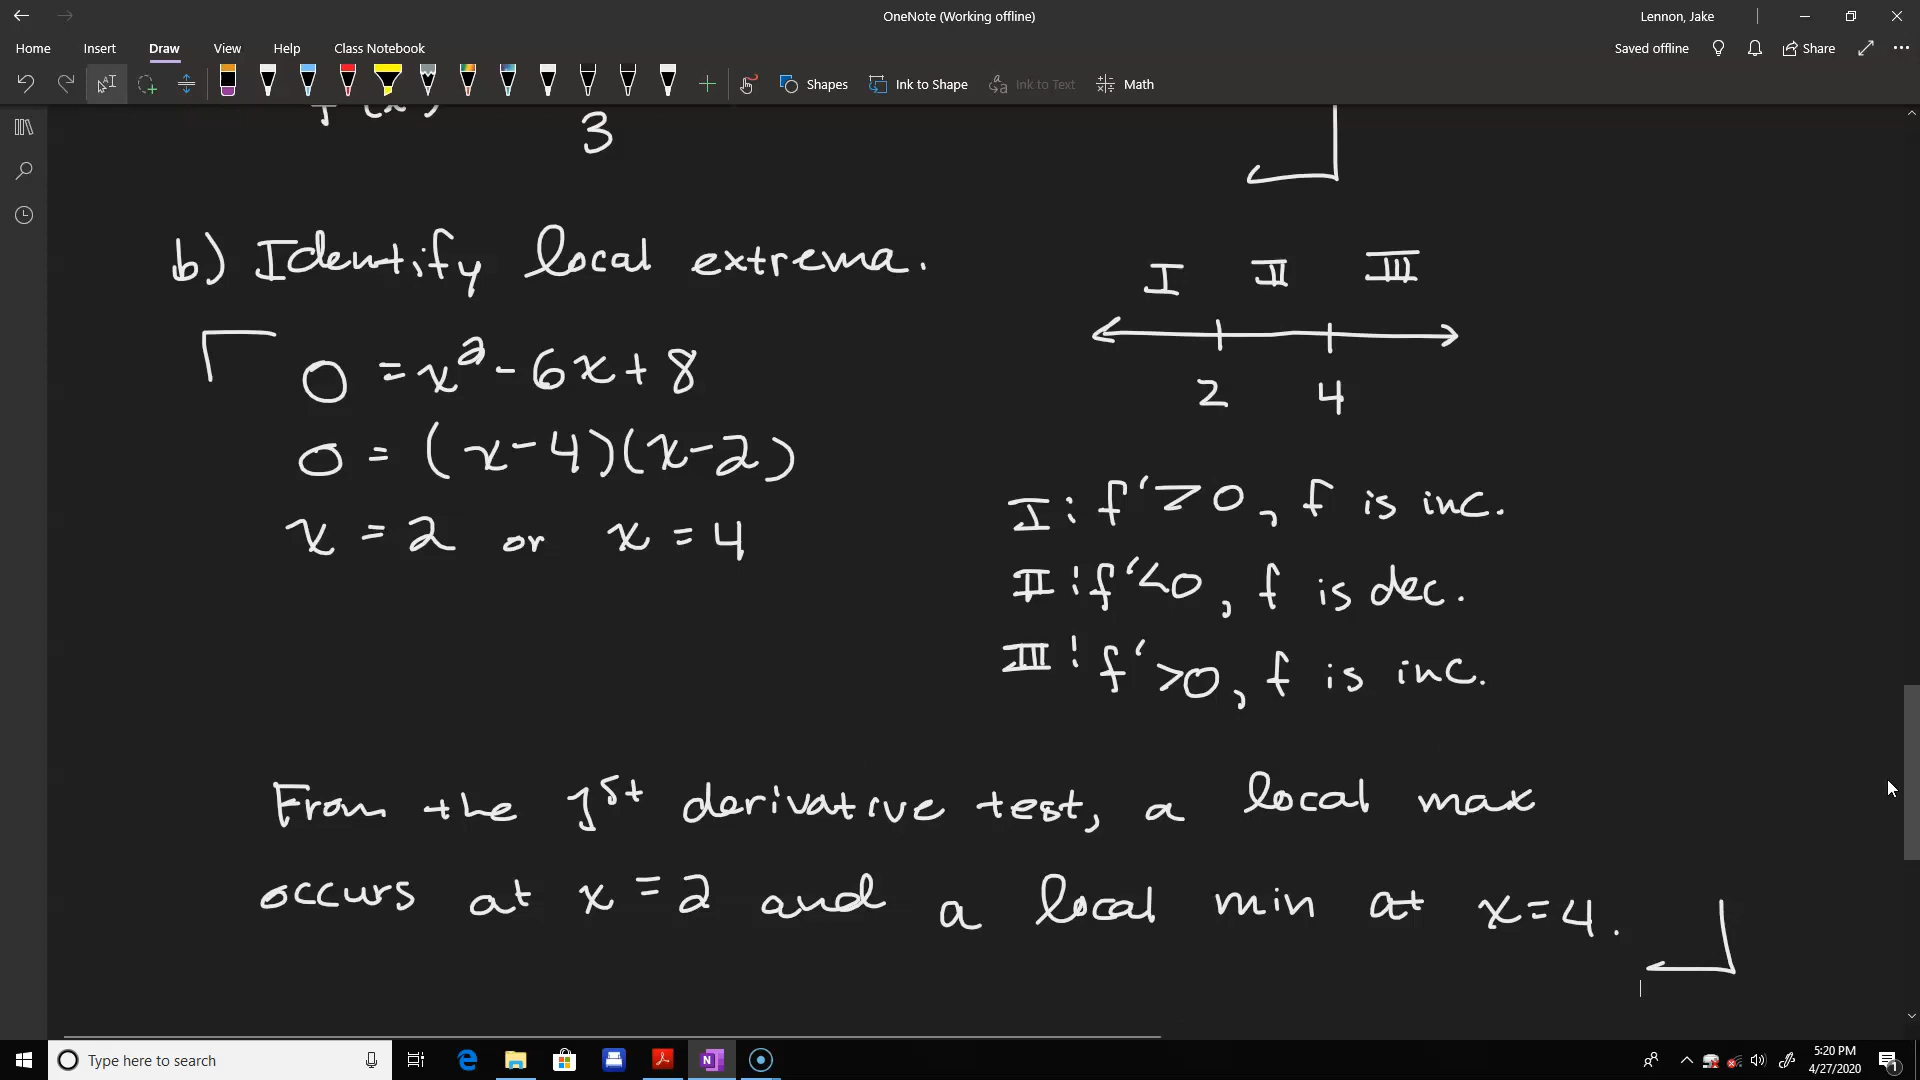 OneNote (Working offline)
Lennon, Jake
Home Insert Draw View Help Class Notebook
Saved offline Share
Shapes Ink to Shape Ink to Text Math
3
b) Identify local extrema.
I II III
0 = x² - 6x + 8
2 4
0 = (x-4)(x-2)
I: f' > 0, f is inc.
x = 2 or x = 4
II: f' < 0, f is dec.
III: f' > 0, f is inc.
From the 1st derivative test, a local max
occurs at x = 2 and a local min at x = 4.
Type here to search
5:20 PM
4/27/2020
1